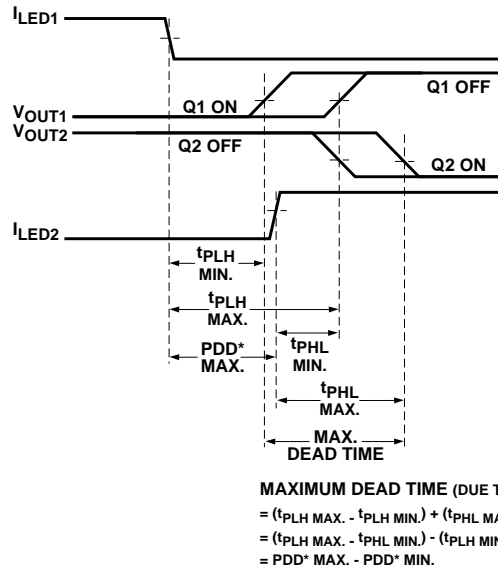 ILED1
VOUT1
Q1 ON
Q1 OFF
VOUT2
Q2 OFF
Q2 ON
ILED2
tPLH
MIN.
tPLH
MAX.
PDD*
MAX.
tPHL
MIN.
tPHL
MAX.
MAX.
DEAD TIME
MAXIMUM DEAD TIME (DUE
= (tPLH MAX. - tPLH MIN.) + (tPHL
= (tPLH MAX. - tPHL MIN.) - (tPLH
= PDD* MAX. - PDD* MIN.